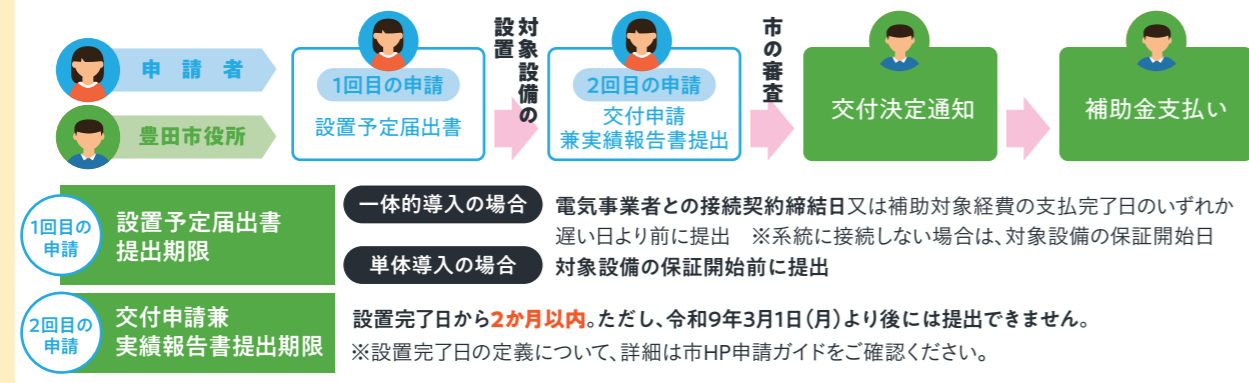 申請者
豊田市役所
1回目の申請
設置予定届出書
対象設備の
設置
2回目の申請
交付申請
兼実績報告書提出
市の審査
交付決定通知
補助金支払い
1回目の
申請
設置予定届出書
提出期限
一体的導入の場合
電気事業者との接続契約締結日又は補助対象経費の支払完了日のいずれか
遅い日より前に提出　※系統に接続しない場合は、対象設備の保証開始日
単体導入の場合
対象設備の保証開始前に提出
2回目の
申請
交付申請兼
実績報告書提出期限
設置完了日から2か月以内。ただし、令和9年3月1日(月)より後には提出できません。
※設置完了日の定義について、詳細は市HP申請ガイドをご確認ください。